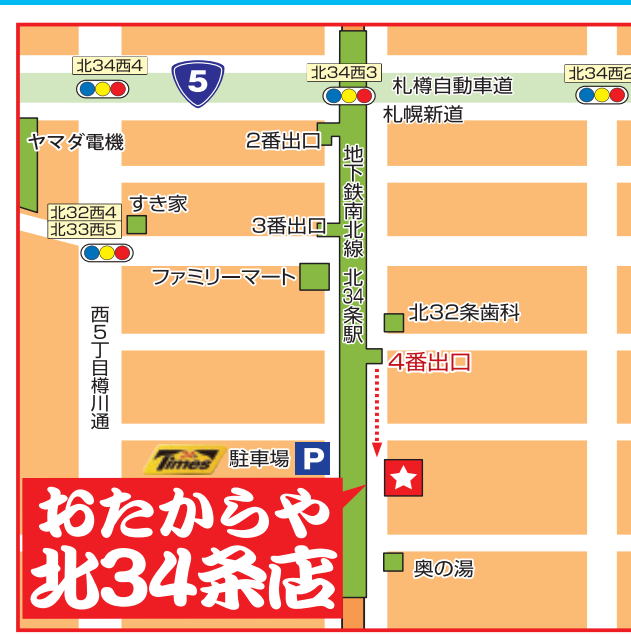 北34西4
5
北34西3
北34西2
札樽自動車道
札幌新道
ヤマダ電機
2番出口
地下鉄南北線 北34条駅
すき家
北32西4
北33西5
3番出口
ファミリーマート
西5丁目樽川通
北32条歯科
4番出口
Times
駐車場
P
おたからや
北34条店
奥の湯